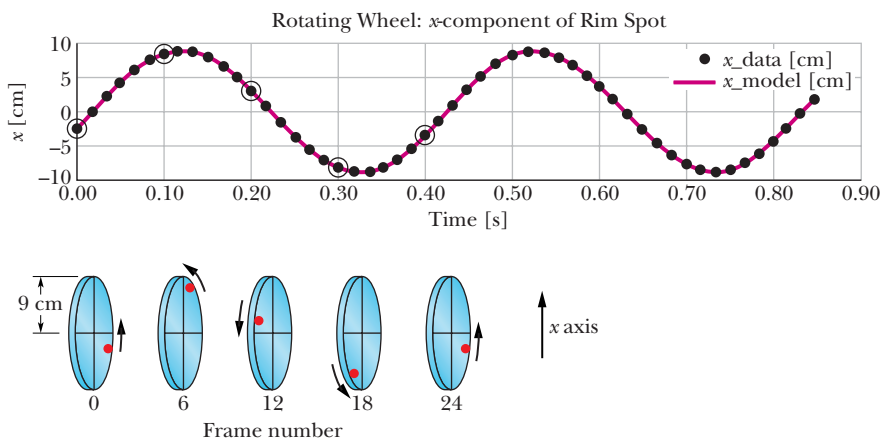 Rotating Wheel: x-component of Rim Spot
10
5
0
−5
−10
x [cm]
x_data [cm]
x_model [cm]
0.00 0.10 0.20 0.30 0.40 0.50 0.60 0.70 0.80 0.90
Time [s]
9 cm
x axis
0 6 12 18 24
Frame number